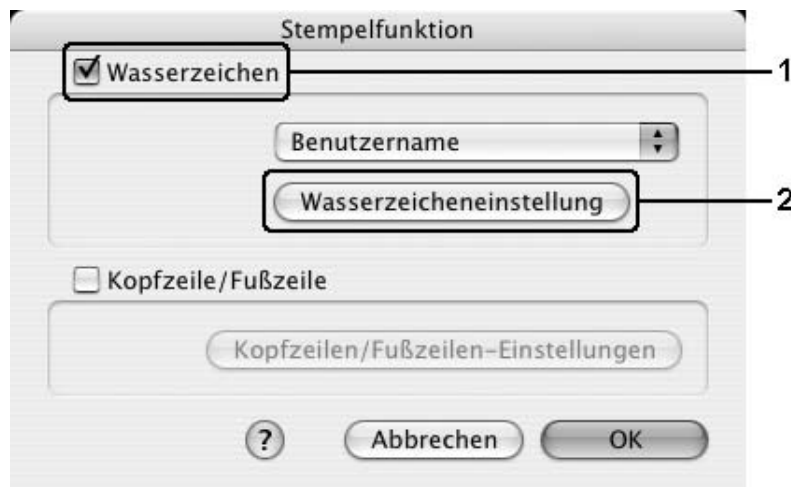 Stempelfunktion
Wasserzeichen 1
Benutzername
Wasserzeicheneinstellung 2
Kopfzeile/Fußzeile
Kopfzeilen/Fußzeilen-Einstellungen
? Abbrechen OK